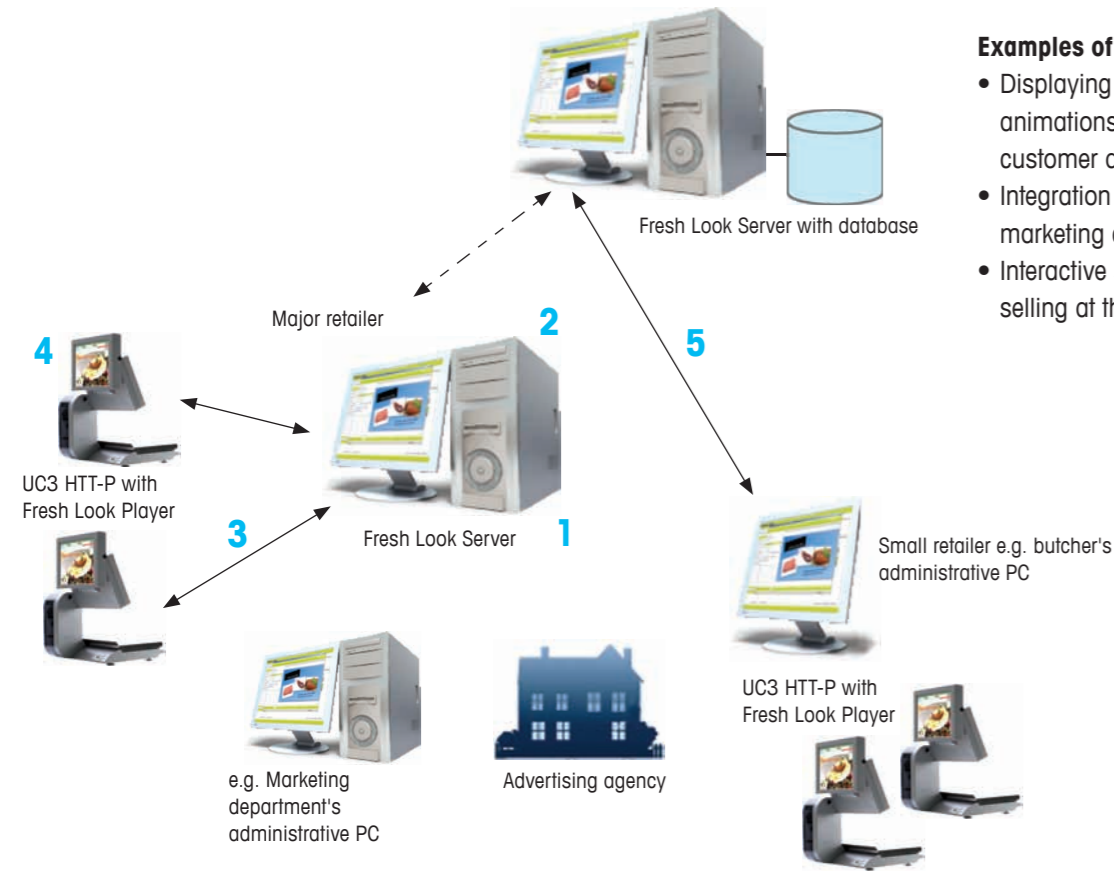 Examples of
• Displaying
animations
customer
• Integration
marketing
• Interactive
selling at
Fresh Look Server with database
Major retailer
2
4
5
UC3 HTT-P with
Fresh Look Player
3
Fresh Look Server
1
Small retailer e.g. butcher's
administrative PC
UC3 HTT-P with
Fresh Look Player
e.g. Marketing
department's
administrative PC
Advertising agency